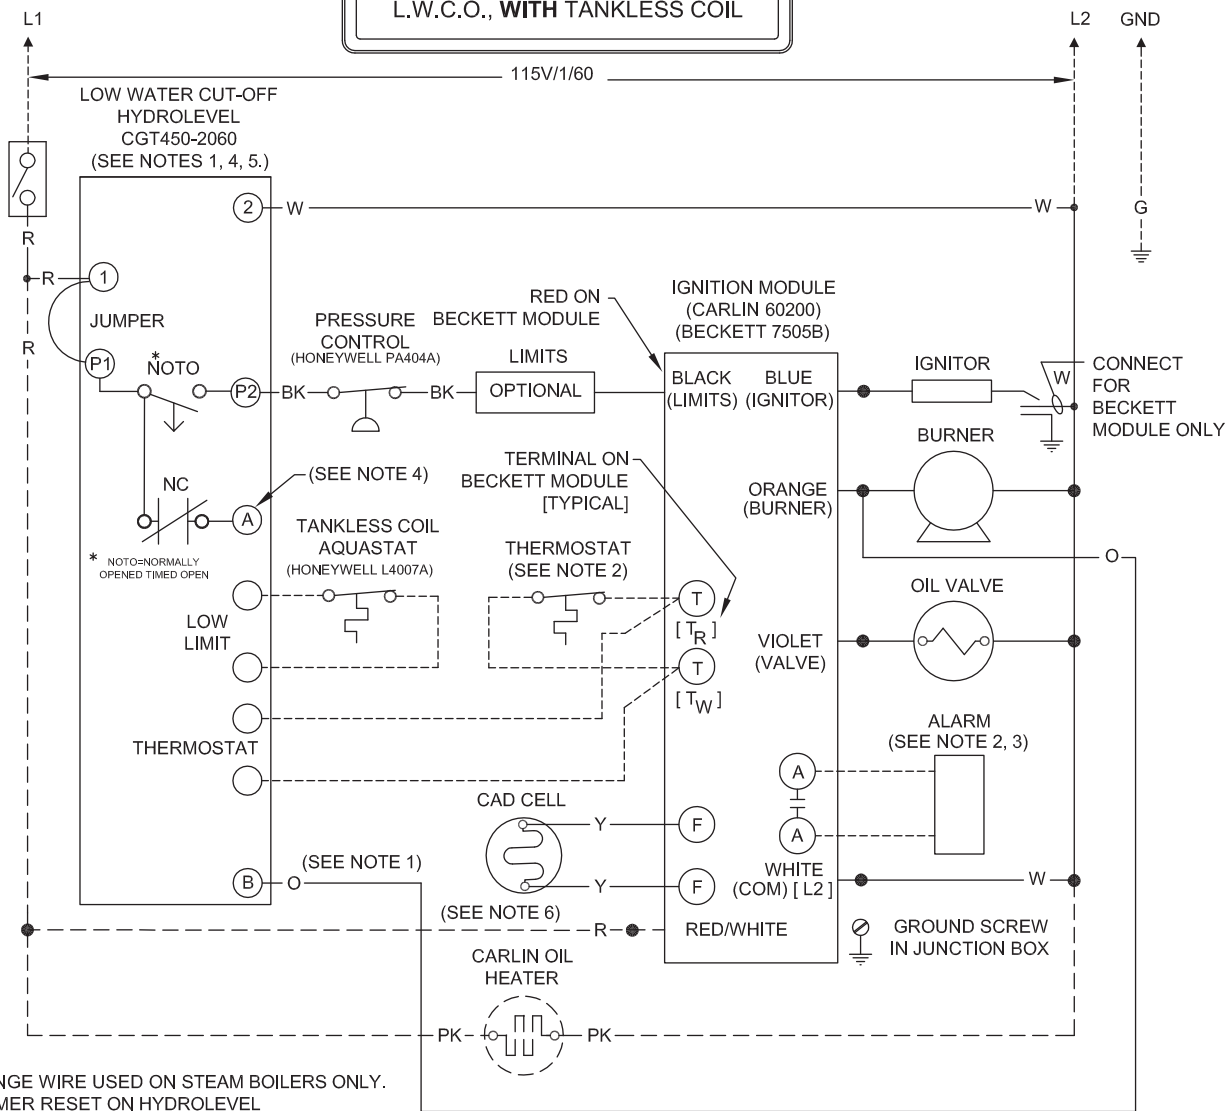 L.W.C.O., WITH TANKLESS COIL
L1
L2
GND
115V/1/60
LOW WATER CUT-OFF
HYDROLEVEL
CGT450-2060
(SEE NOTES 1, 4, 5.)
2
W
W
G
R
R
1
JUMPER
R
P1
* NOTO
P2
BK
PRESSURE
CONTROL
(HONEYWELL PA404A)
BK
LIMITS
OPTIONAL
RED ON
BECKETT MODULE
IGNITION MODULE
(CARLIN 60200)
(BECKETT 7505B)
BLACK
(LIMITS)
BLUE
(IGNITOR)
IGNITOR
W
CONNECT
FOR
BECKETT
MODULE ONLY
BURNER
ORANGE
(BURNER)
O
NC
A
(SEE NOTE 4)
* NOTO=NORMALLY
OPENED TIMED OPEN
TANKLESS COIL
AQUASTAT
(HONEYWELL L4007A)
TERMINAL ON
BECKETT MODULE
[TYPICAL]
THERMOSTAT
(SEE NOTE 2)
LOW
LIMIT
T
[ TR ]
T
[ TW ]
OIL VALVE
VIOLET
(VALVE)
THERMOSTAT
ALARM
(SEE NOTE 2, 3)
A
A
CAD CELL
Y
F
Y
F
(SEE NOTE 6)
B
O
(SEE NOTE 1)
WHITE
(COM) [ L2 ]
W
R
RED/WHITE
GROUND SCREW
IN JUNCTION BOX
CARLIN OIL
HEATER
PK
PK
NGE WIRE USED ON STEAM BOILERS ONLY.
MER RESET ON HYDROLEVEL